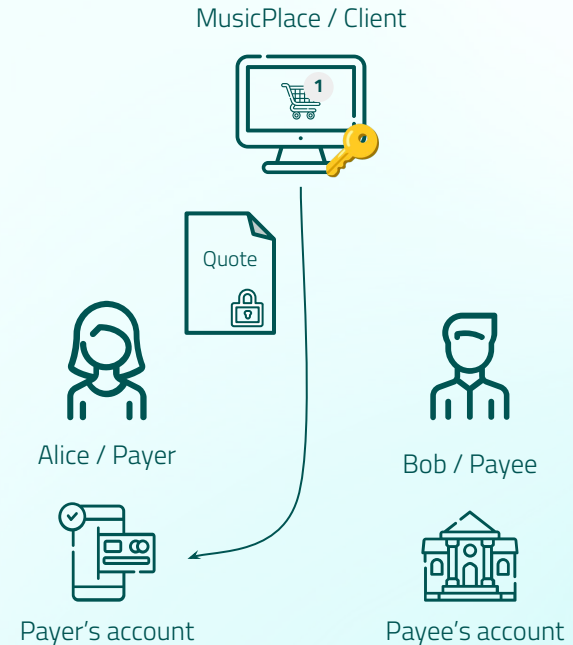 MusicPlace / Client
1
Quote
Alice / Payer
Bob / Payee
Payer's account
Payee's account